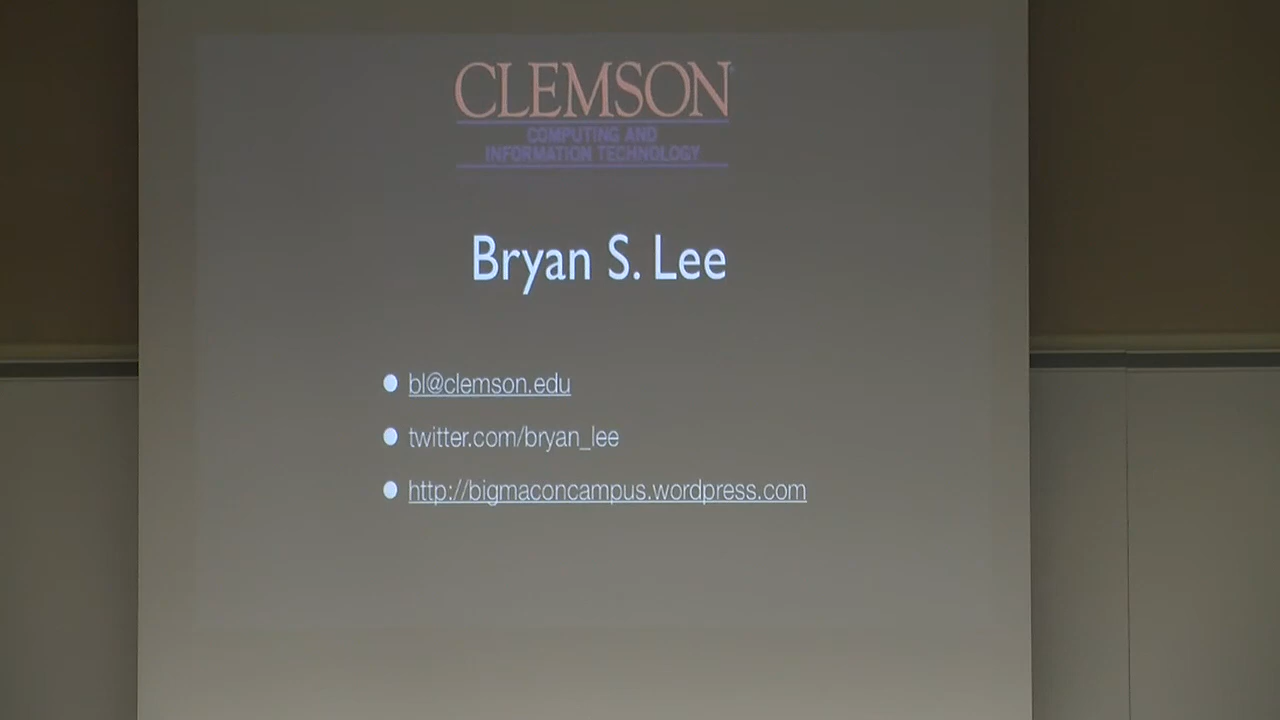 CLEMSON
COMPUTING AND
INFORMATION TECHNOLOGY
Bryan S. Lee
● bl@clemson.edu
● twitter.com/bryan_lee
● http://bigmaconcampus.wordpress.com